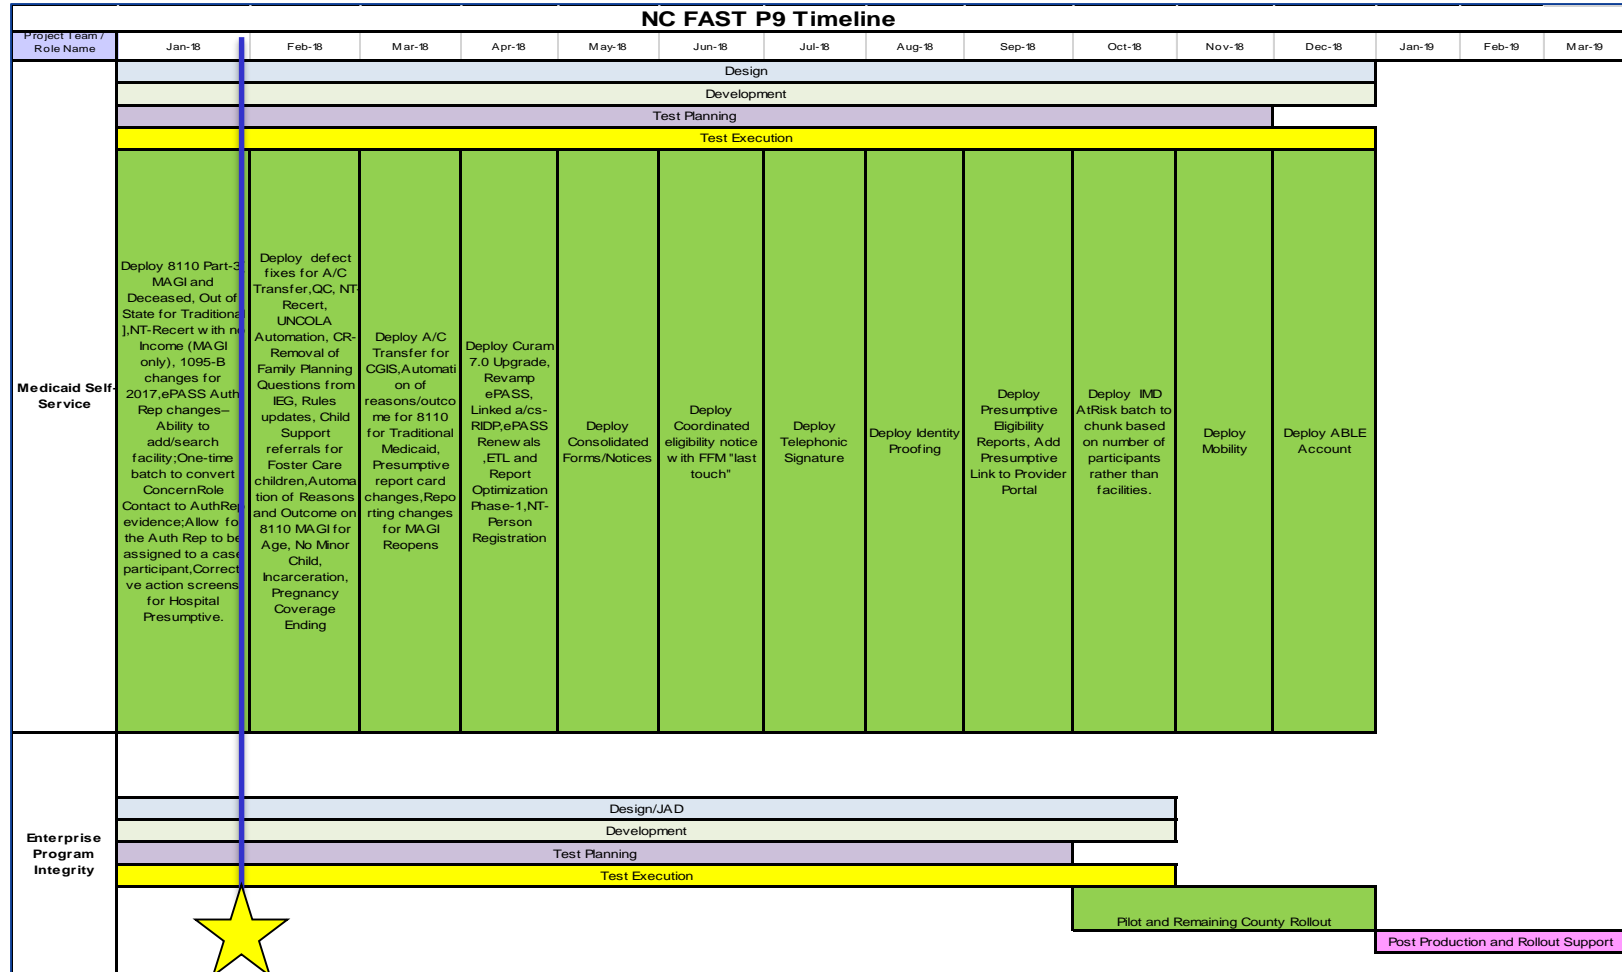 NC FAST P9 Timeline
Project Team /
Role Name
Jan-18
Feb-18
Mar-18
Apr-18
May-18
Jun-18
Jul-18
Aug-18
Sep-18
Oct-18
Nov-18
Dec-18
Jan-19
Feb-19
Mar-19
Medicaid Self-
Service
Design
Development
Test Planning
Test Execution
Deploy 8110 Part-3
MAGI and
Deceased, Out of
State for Traditional
],NT-Recert with no
Income (MAGI
only), 1095-B
changes for
2017,ePASS Auth
Rep changes–
Ability to
add/search
facility;One-time
batch to convert
ConcernRole
Contact to AuthRep
evidence;Allow for
the Auth Rep to be
assigned to a case
participant,Correct
ve action screens
for Hospital
Presumptive.
Deploy defect
fixes for A/C
Transfer,QC, NT-
Recert,
UNCOLA
Automation, CR-
Removal of
Family Planning
Questions from
IEG, Rules
updates, Child
Support
referrals for
Foster Care
children,Automa
tion of Reasons
and Outcome on
8110 MAGI for
Age, No Minor
Child,
Incarceration,
Pregnancy
Coverage
Ending
Deploy A/C
Transfer for
CGIS,Automati
on of
reasons/outco
me for 8110
for Traditional
Medicaid,
Presumptive
report card
changes,Repo
rting changes
for MAGI
Reopens
Deploy Curam
7.0 Upgrade,
Revamp
ePASS,
Linked a/cs-
RIDP,ePASS
Renewals
,ETL and
Report
Optimization
Phase-1,NT-
Person
Registration
Deploy
Consolidated
Forms/Notices
Deploy
Coordinated
eligibility notice
with FFM "last
touch"
Deploy
Telephonic
Signature
Deploy Identity
Proofing
Deploy
Presumptive
Eligibility
Reports, Add
Presumptive
Link to Provider
Portal
Deploy IMD
AtRisk batch to
chunk based
on number of
participants
rather than
facilities.
Deploy
Mobility
Deploy ABLE
Account
Enterprise
Program
Integrity
Design/JAD
Development
Test Planning
Test Execution
Pilot and Remaining County Rollout
Post Production and Rollout Support